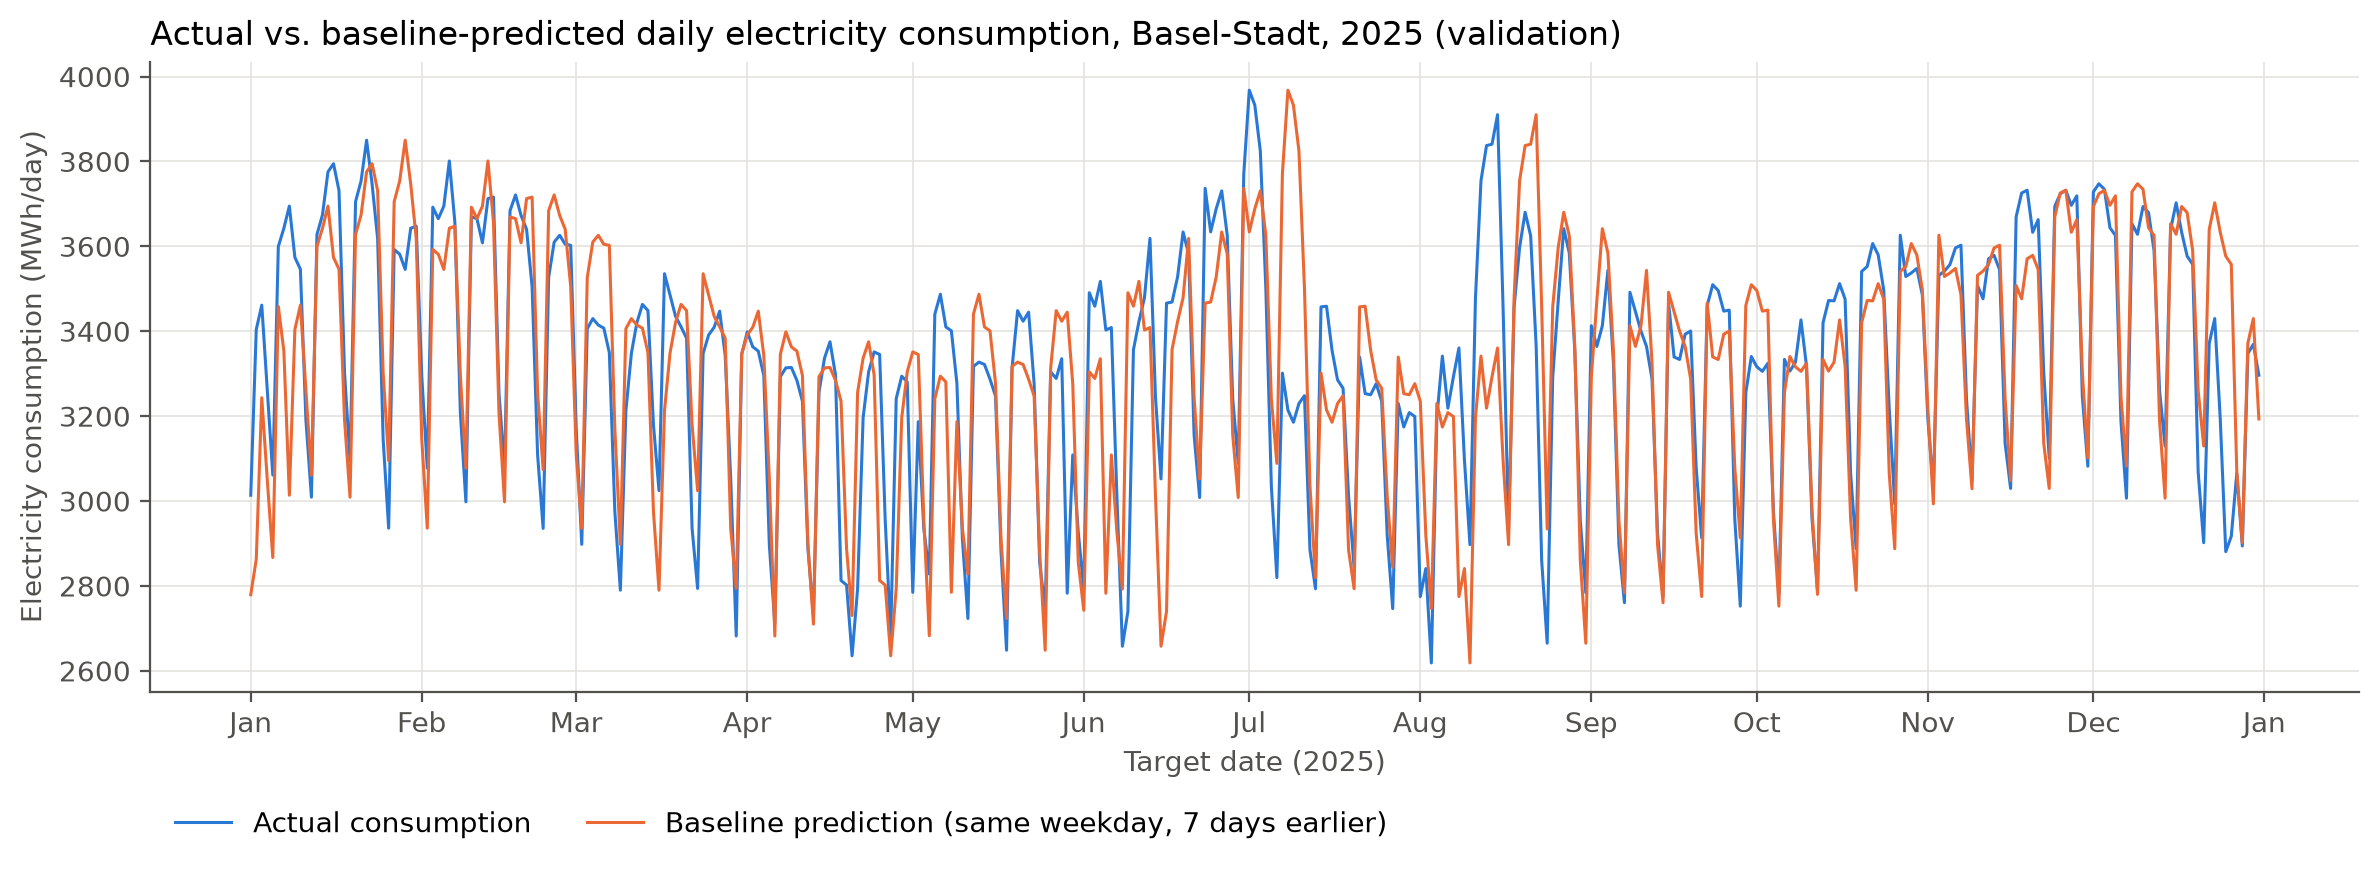 Actual vs. baseline-predicted daily electricity consumption, Basel-Stadt, 2025 (validation)
Electricity consumption (MWh/day)
4000
3800
3600
3400
3200
3000
2800
2600
Jan Feb Mar Apr May Jun Jul Aug Sep Oct Nov Dec Jan
Target date (2025)
Actual consumption Baseline prediction (same weekday, 7 days earlier)